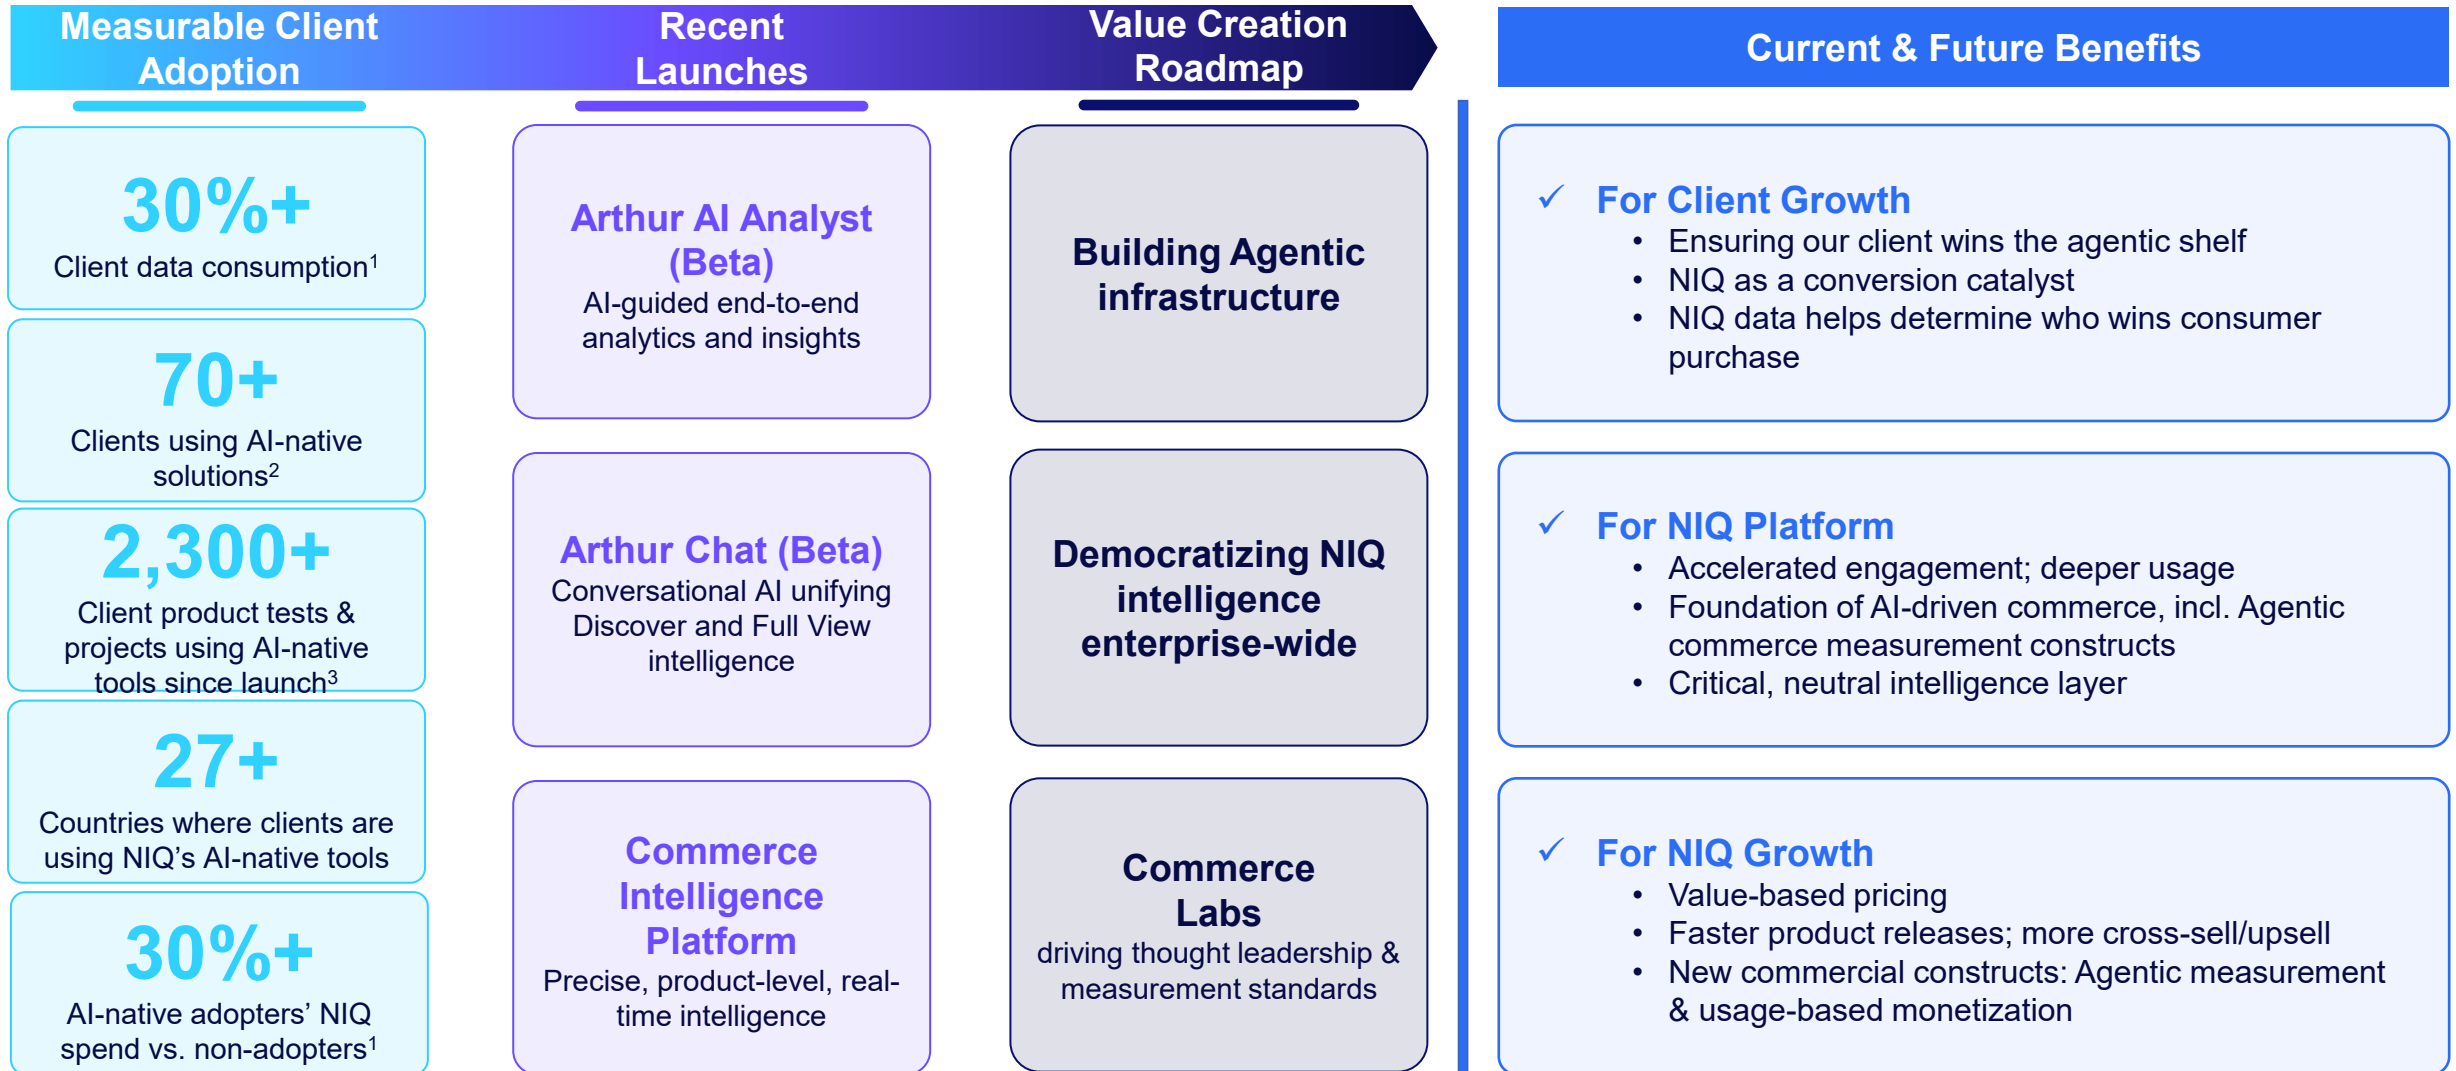 Measurable Client
Adoption
Recent
Launches
Value Creation
Roadmap
Current & Future Benefits
30%+
Client data consumption¹
70+
Clients using AI-native
solutions²
2,300+
Client product tests &
projects using AI-native
tools since launch³
27+
Countries where clients are
using NIQ’s AI-native tools
30%+
AI-native adopters’ NIQ
spend vs. non-adopters¹
Arthur AI Analyst
(Beta)
AI-guided end-to-end
analytics and insights
Arthur Chat (Beta)
Conversational AI unifying
Discover and Full View
intelligence
Commerce
Intelligence
Platform
Precise, product-level, real-
time intelligence
Building Agentic
infrastructure
Democratizing NIQ
intelligence
enterprise-wide
Commerce
Labs
driving thought leadership &
measurement standards
✓ For Client Growth
• Ensuring our client wins the agentic shelf
• NIQ as a conversion catalyst
• NIQ data helps determine who wins consumer
purchase
✓ For NIQ Platform
• Accelerated engagement; deeper usage
• Foundation of AI-driven commerce, incl. Agentic
commerce measurement constructs
• Critical, neutral intelligence layer
✓ For NIQ Growth
• Value-based pricing
• Faster product releases; more cross-sell/upsell
• New commercial constructs: Agentic measurement
& usage-based monetization